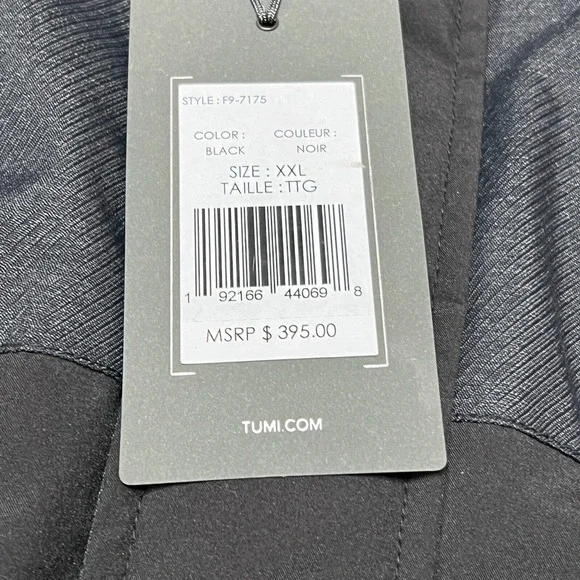 STYLE : F9-7175
COLOR : COULEUR :
BLACK NOIR
SIZE : XXL
TAILLE : TTG
1 92166 44069 8
MSRP $ 395.00
TUMI.COM